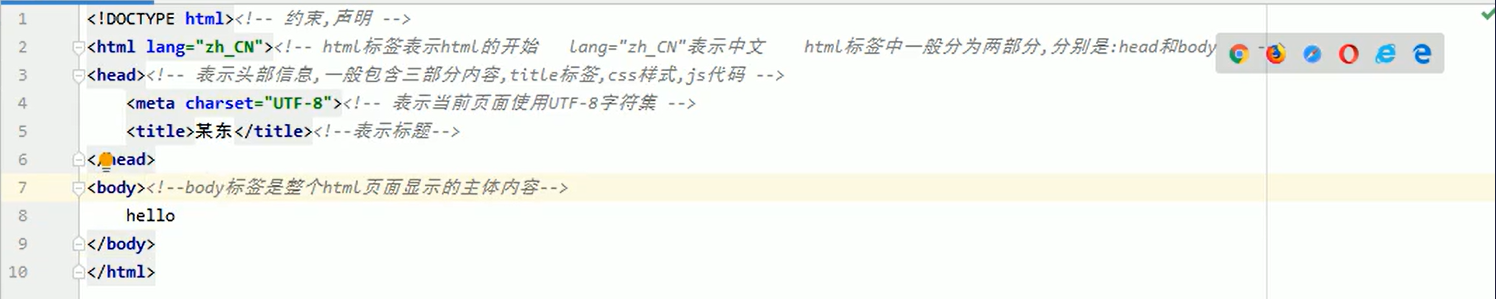 1 <!DOCTYPE html><!-- 约束,声明 -->
2 <html lang="zh_CN"><!-- html标签表示html的开始 lang="zh_CN"表示中文 html标签中一般分为两部分,分别是:head和body
3 <head><!-- 表示头部信息,一般包含三部分内容,title标签,css样式,js代码 -->
4 <meta charset="UTF-8"><!-- 表示当前页面使用UTF-8字符集 -->
5 <title>某东</title><!--表示标题-->
6 </head>
7 <body><!--body标签是整个html页面显示的主体内容-->
8 hello
9 </body>
10 </html>